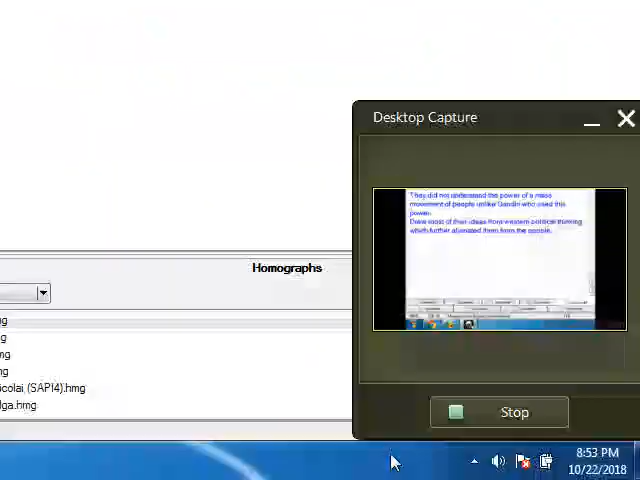 Desktop Capture
They did not understand the power of a mass
movement of people unlike Gandhi who used this
power.
Drew most of their ideas from western political thinking
which further alienated them from the people.
Homographs
icolai (SAPI4).hmg
lga.hmg
Stop
8:53 PM
10/22/2018